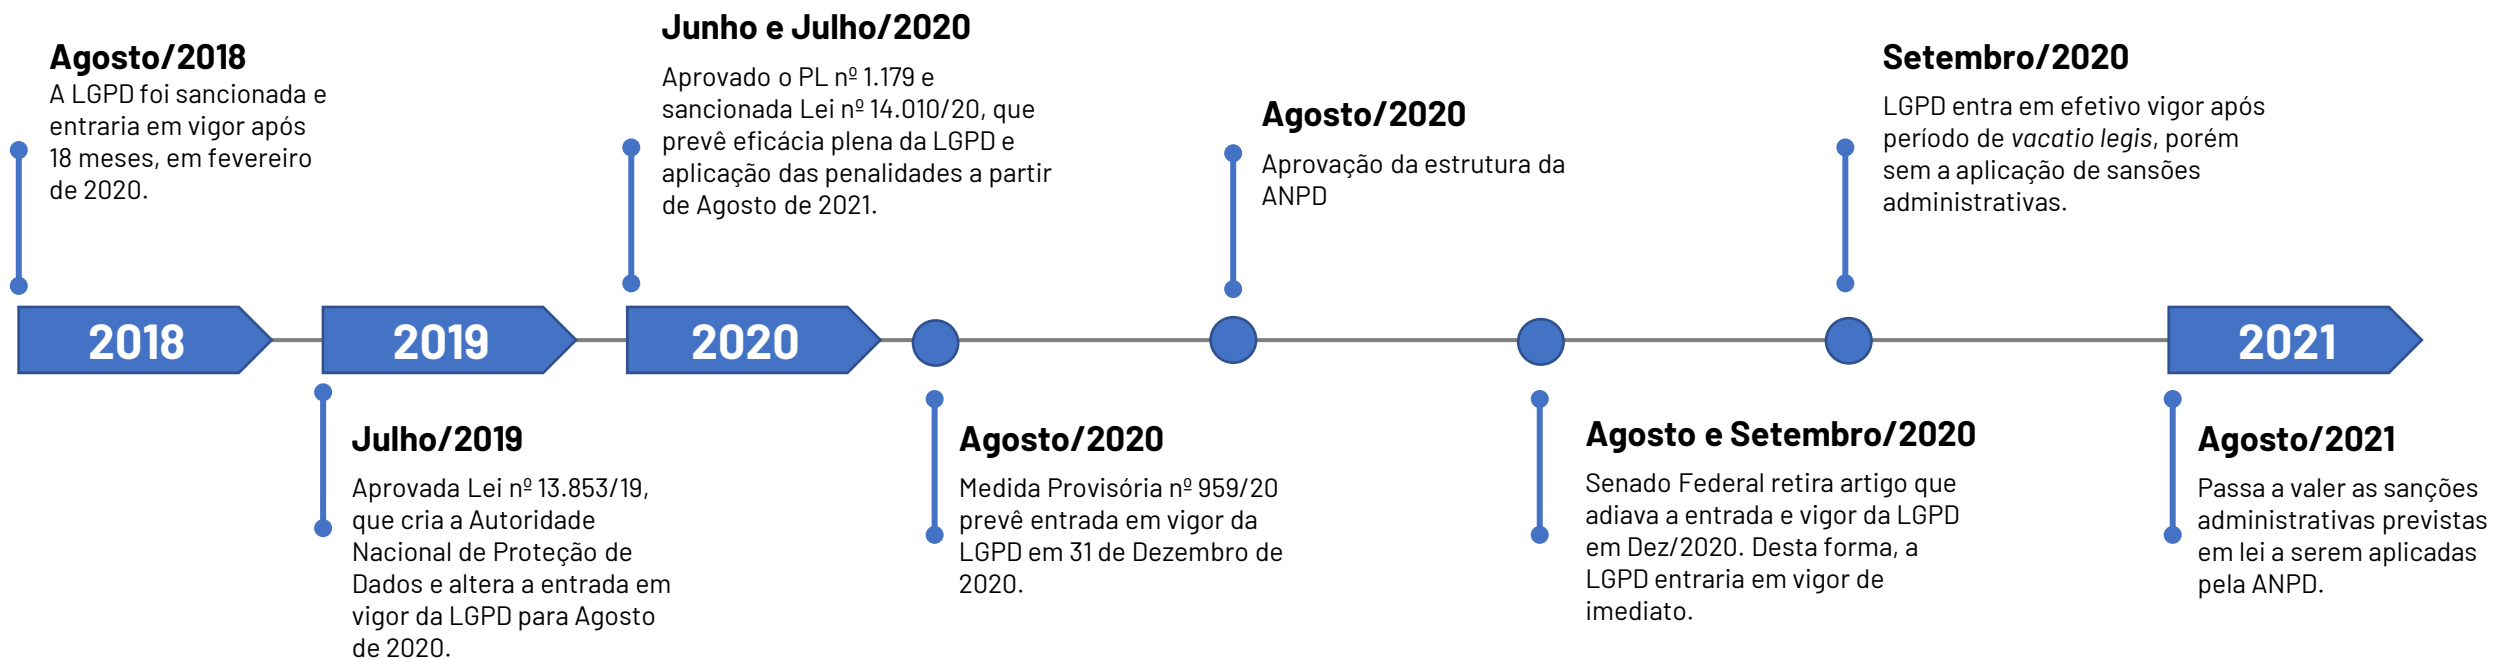 Agosto/2018
A LGPD foi sancionada e
entraria em vigor após
18 meses, em fevereiro
de 2020.
Junho e Julho/2020
Aprovado o PL nº 1.179 e
sancionada Lei nº 14.010/20, que
prevê eficácia plena da LGPD e
aplicação das penalidades a partir
de Agosto de 2021.
Agosto/2020
Aprovação da estrutura da
ANPD
Setembro/2020
LGPD entra em efetivo vigor após
período de vacatio legis, porém
sem a aplicação de sansões
administrativas.
2018
2019
2020
2021
Julho/2019
Aprovada Lei nº 13.853/19,
que cria a Autoridade
Nacional de Proteção de
Dados e altera a entrada em
vigor da LGPD para Agosto
de 2020.
Agosto/2020
Medida Provisória nº 959/20
prevê entrada em vigor da
LGPD em 31 de Dezembro de
2020.
Agosto e Setembro/2020
Senado Federal retira artigo que
adiava a entrada e vigor da LGPD
em Dez/2020. Desta forma, a
LGPD entraria em vigor de
imediato.
Agosto/2021
Passa a valer as sanções
administrativas previstas
em lei a serem aplicadas
pela ANPD.